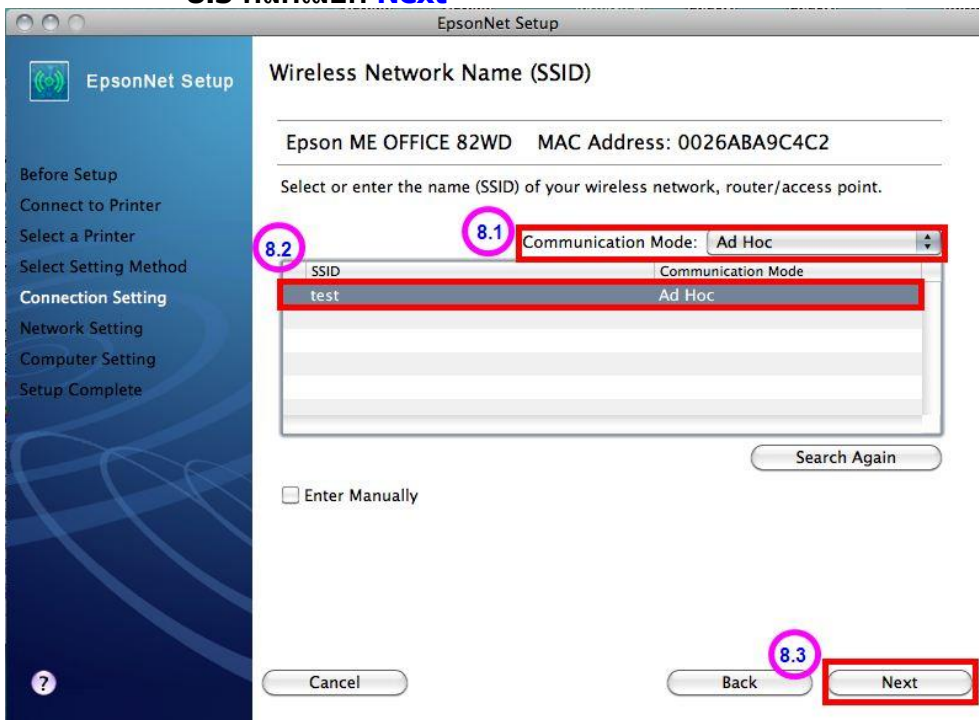 Next
EpsonNet Setup
EpsonNet Setup
Wireless Network Name (SSID)
Epson ME OFFICE 82WD MAC Address: 0026ABA9C4C2
Before Setup
Connect to Printer
Select a Printer
Select Setting Method
Connection Setting
Network Setting
Computer Setting
Setup Complete
Select or enter the name (SSID) of your wireless network, router/access point.
8.1
Communication Mode: Ad Hoc
8.2
SSID Communication Mode
test Ad Hoc
Search Again
Enter Manually
8.3
? Cancel Back Next